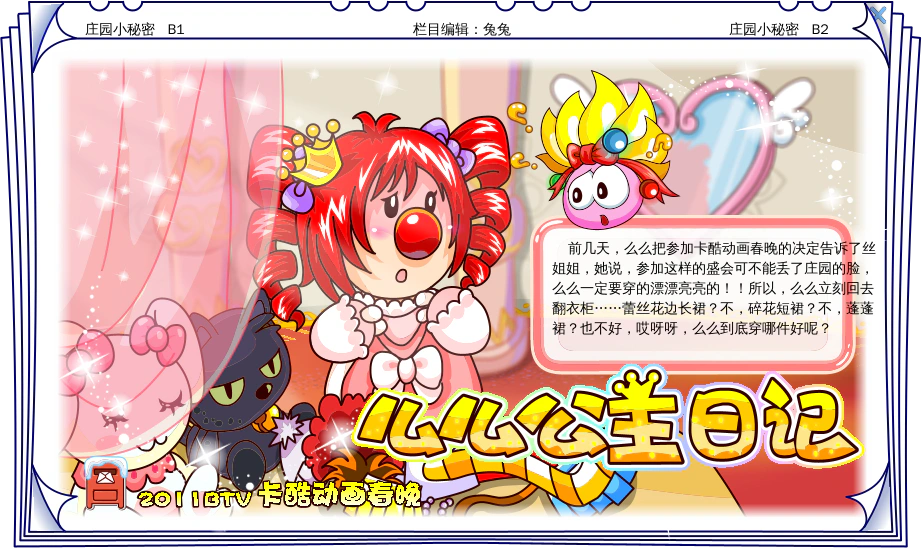 庄园小秘密 B1
栏目编辑：兔兔
庄园小秘密 B2
前几天，么么把参加卡酷动画春晚的决定告诉了丝
姐姐，她说，参加这样的盛会可不能丢了庄园的脸，
么么一定要穿的漂漂亮亮的！！所以，么么立刻回去
翻衣柜……蕾丝花边长裙？不，碎花短裙？不，蓬蓬
裙？也不好，哎呀呀，么么到底穿哪件好呢？
么么公主日记
2011BTV卡酷动画春晚